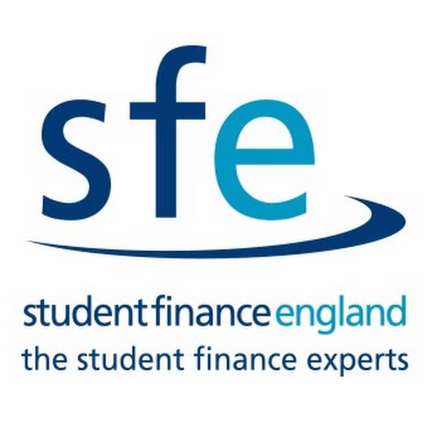 sfe
studentfinanceengland
the student finance experts